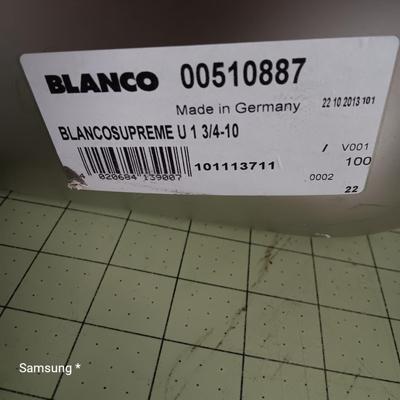 BLANCO 00510887
Made in Germany 22 10 2013 101
BLANCOSUPREME U 1 3/4-10
/ V001
101113711 100
4 020684 139007 0002
22
Samsung *